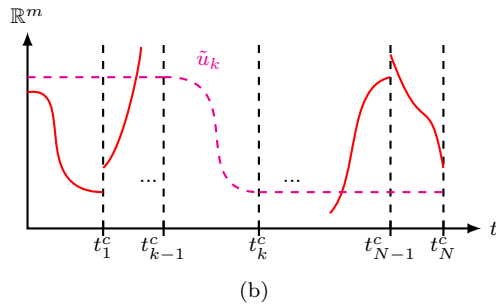 ℝ^m
ũ_k
... ...
t
t_1^c t_{k-1}^c t_k^c t_{N-1}^c t_N^c
(b)